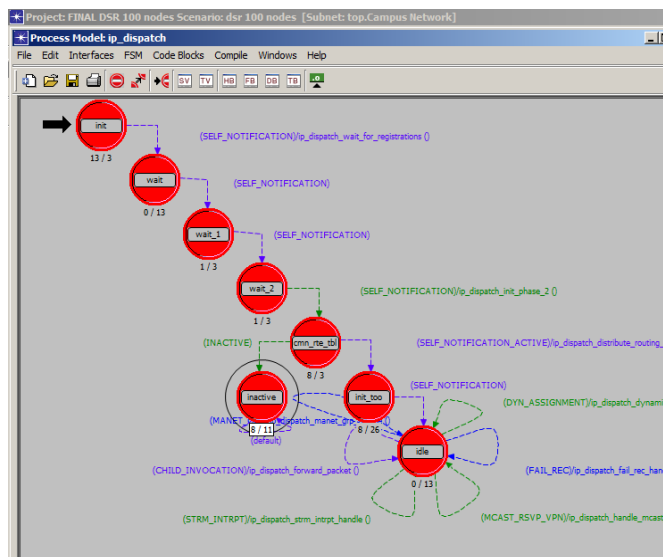 Project: FINAL DSR 100 nodes Scenario: dsr 100 nodes [Subnet: top.Campus Network]
Process Model: ip_dispatch
File Edit Interfaces FSM Code Blocks Compile Windows Help
SV TV HB FB DB TB
init
13 / 3
(SELF_NOTIFICATION)/ip_dispatch_wait_for_registrations ()
wait
0 / 13
(SELF_NOTIFICATION)
wait_1
1 / 3
(SELF_NOTIFICATION)
wait_2
1 / 3
(SELF_NOTIFICATION)/ip_dispatch_init_phase_2 ()
cmn_rte_tbl
8 / 3
(INACTIVE)
(SELF_NOTIFICATION_ACTIVE)/ip_dispatch_distribute_routing_
inactive
8 / 11
(default)
init_too
8 / 26
(SELF_NOTIFICATION)
(DYN_ASSIGNMENT)/ip_dispatch_dynami
(MANET_ dispatch_manet_ ()
idle
0 / 13
(CHILD_INVOCATION)/ip_dispatch_forward_packet ()
(FAIL_REC)/ip_dispatch_fail_rec_han
(STRM_INTRPT)/ip_dispatch_strm_intrpt_handle ()
(MCAST_RSVP_VPN)/ip_dispatch_handle_mcast